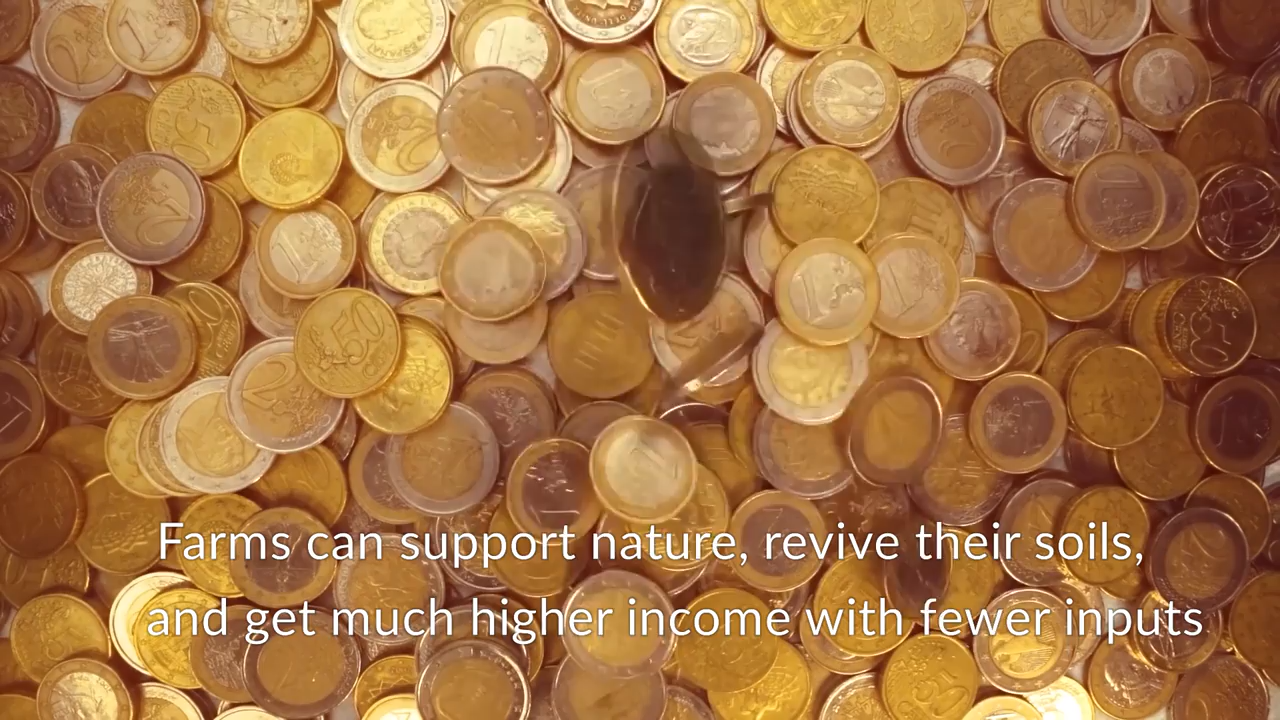 Farms can support nature, revive their soils,
and get much higher income with fewer inputs